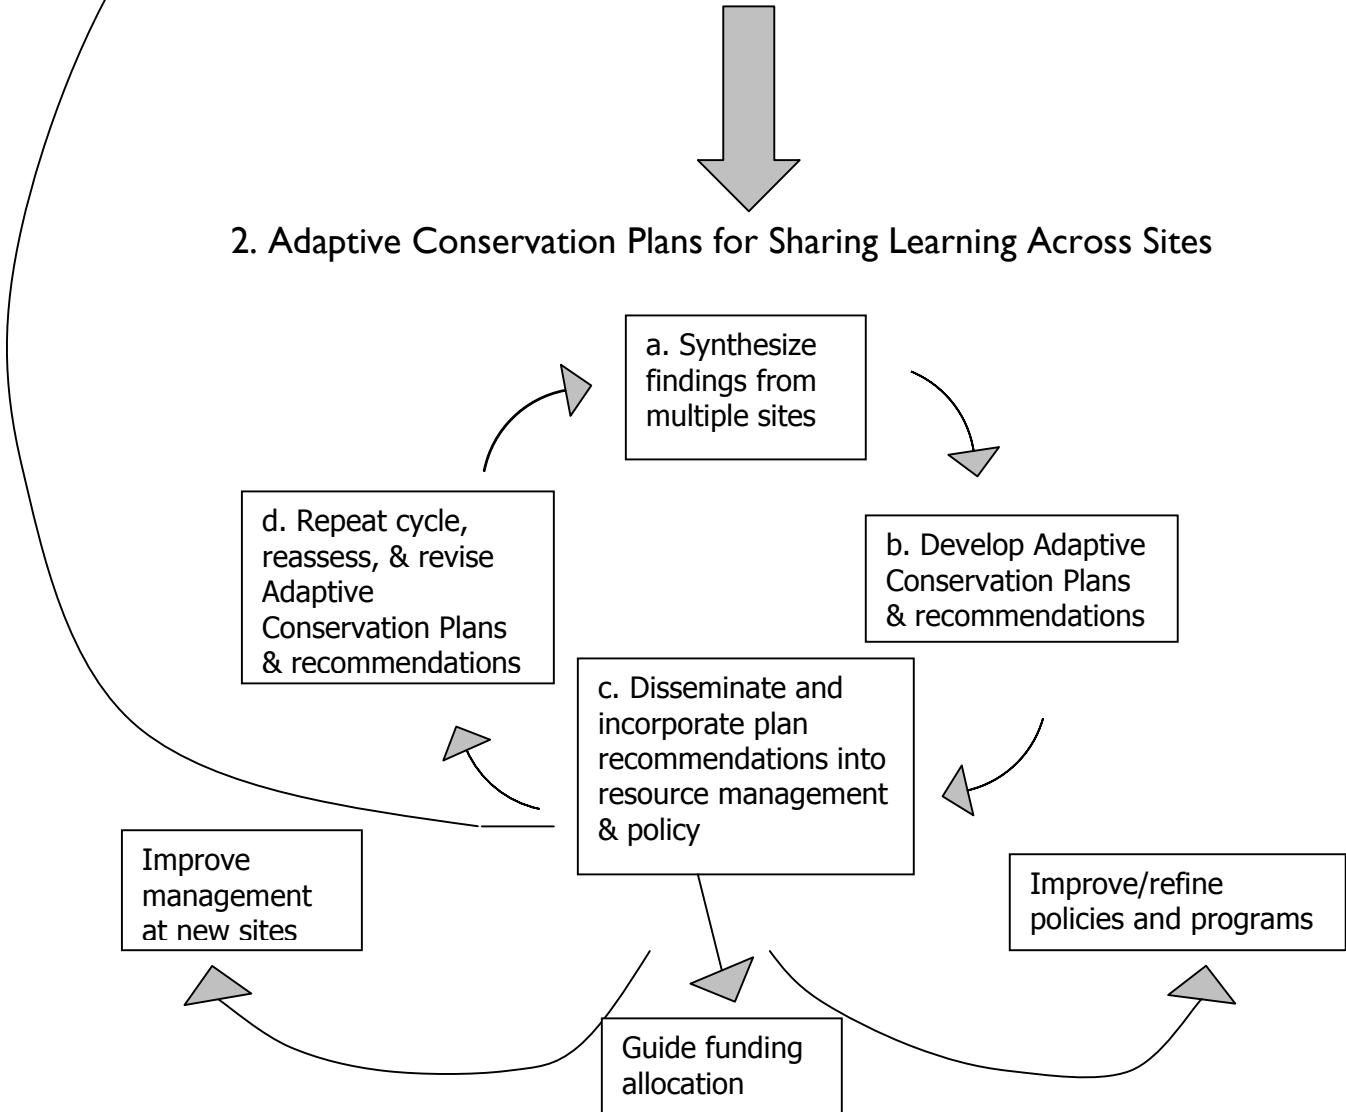 2. Adaptive Conservation Plans for Sharing Learning Across Sites
a. Synthesize
findings from
multiple sites
b. Develop Adaptive
Conservation Plans
& recommendations
c. Disseminate and
incorporate plan
recommendations into
resource management
& policy
d. Repeat cycle,
reassess, & revise
Adaptive
Conservation Plans
& recommendations
Improve
management
at new sites
Guide funding
allocation
Improve/refine
policies and programs